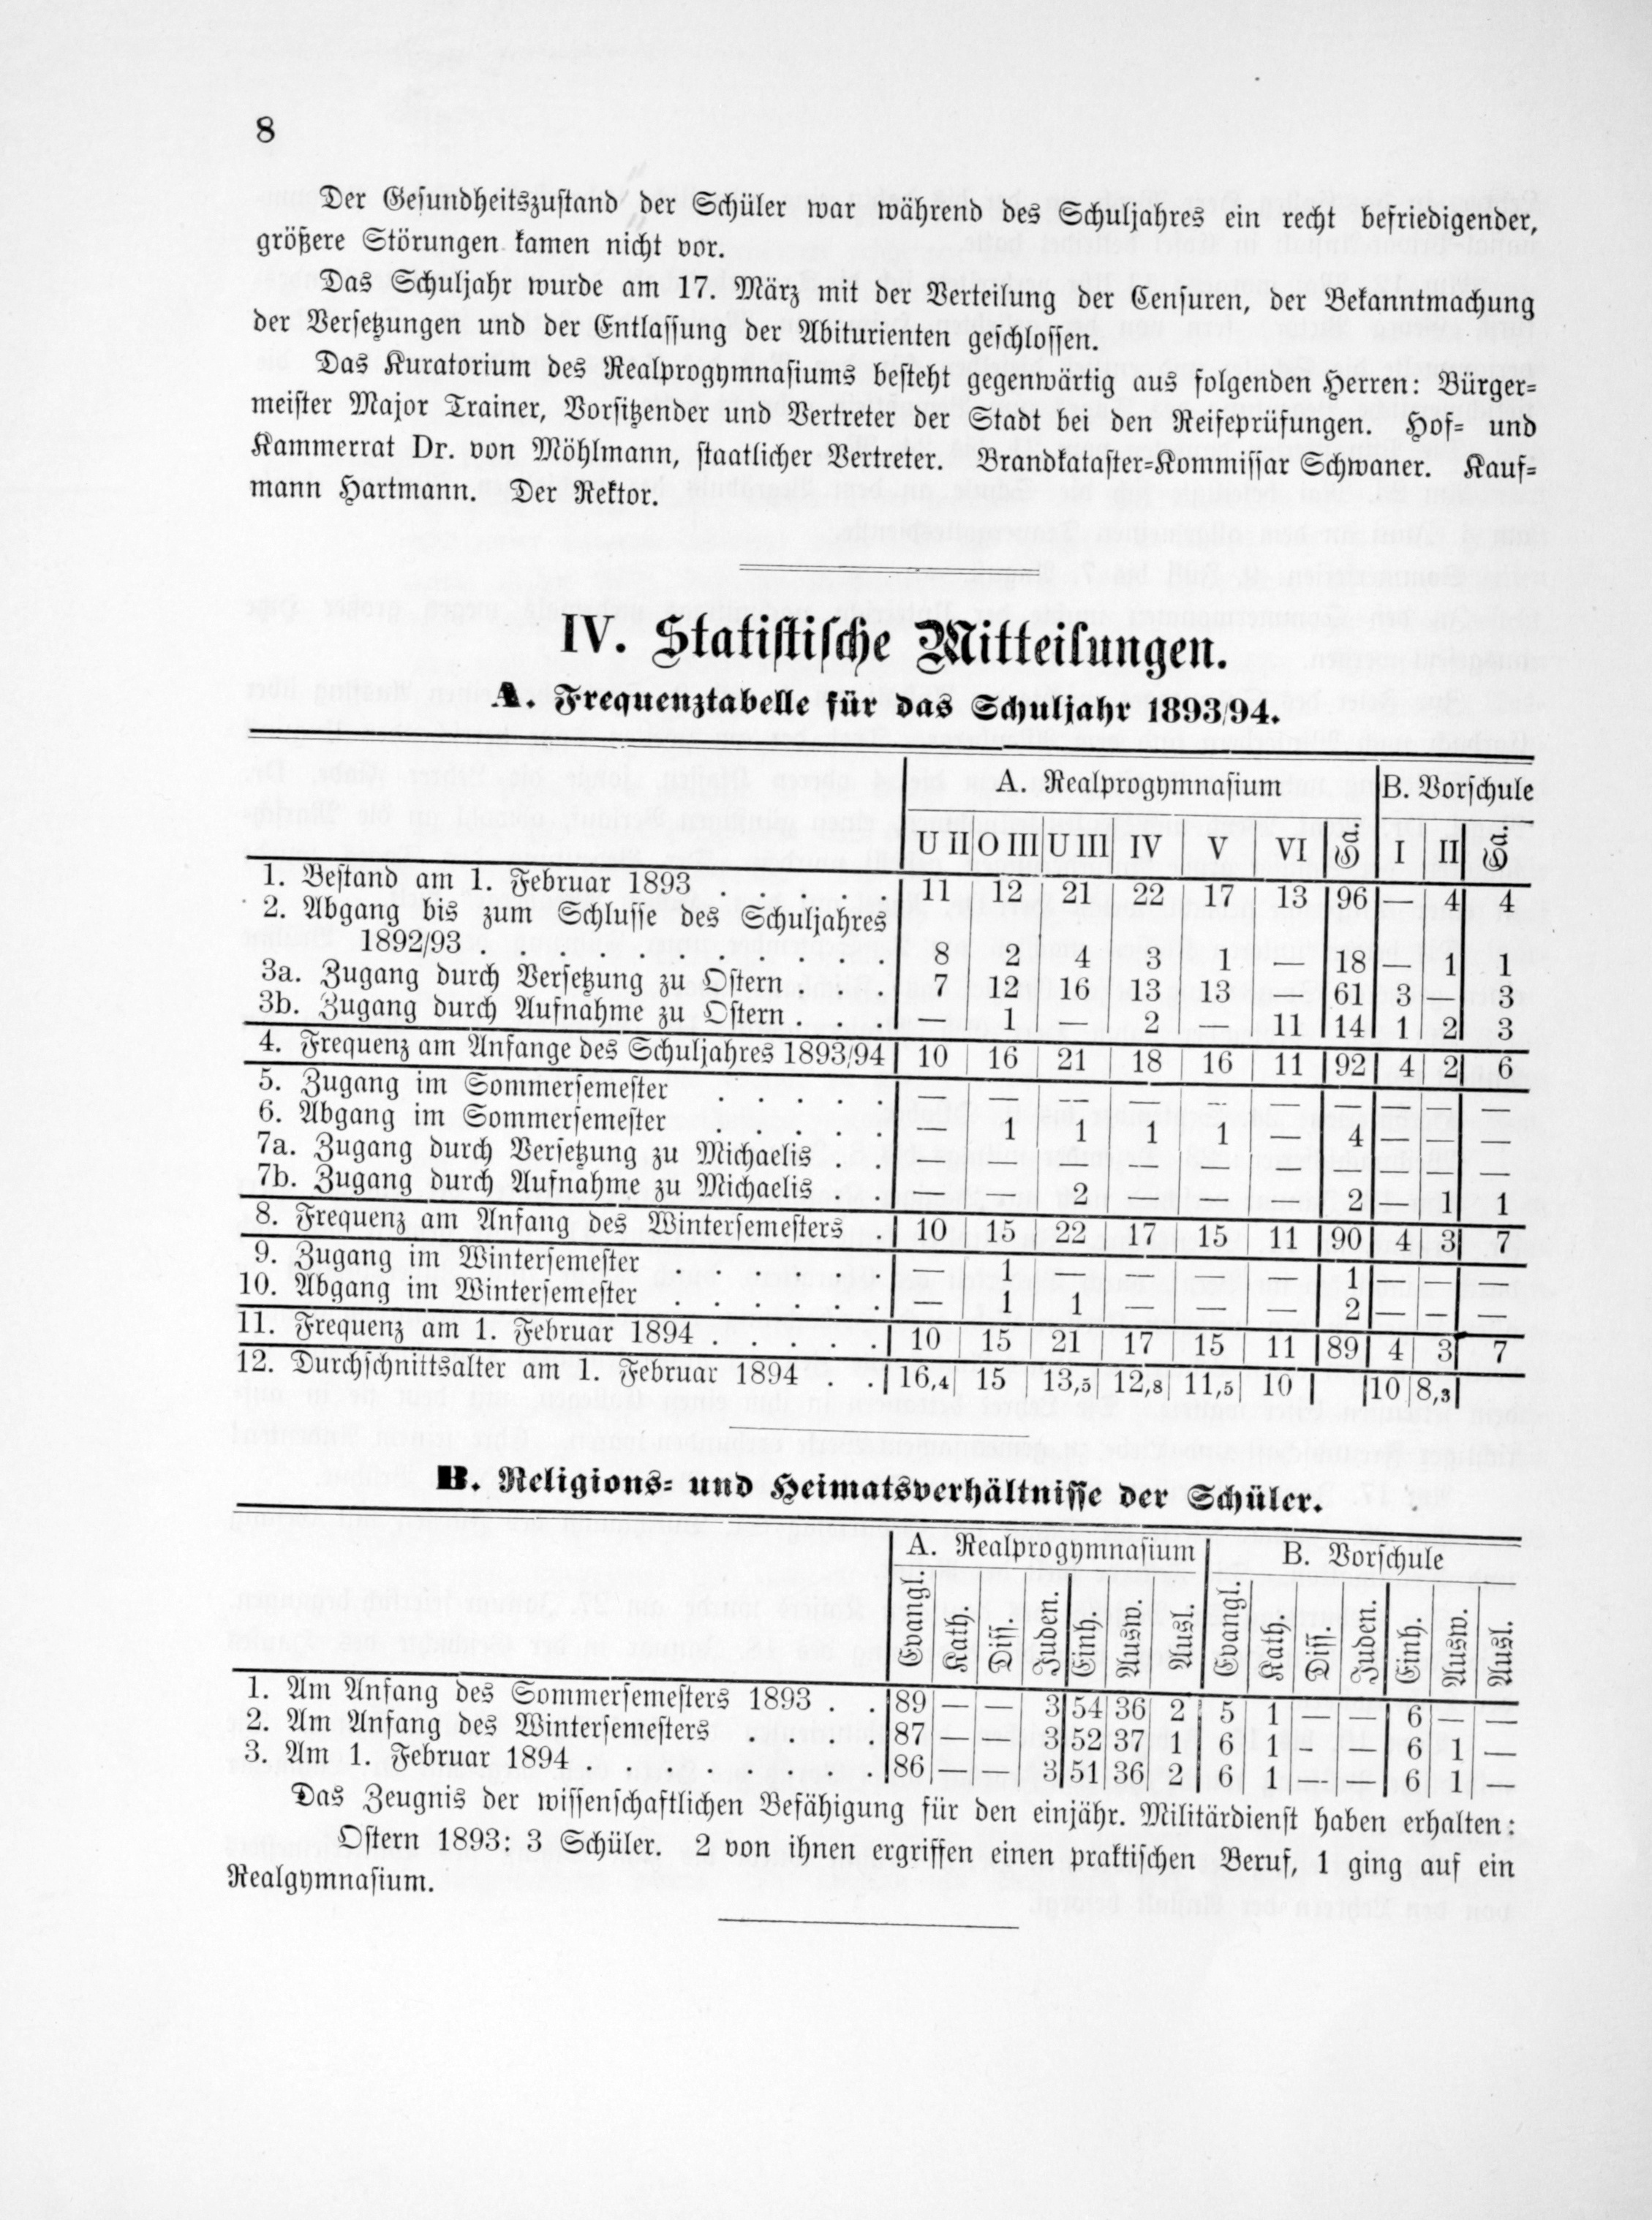 8
Der Gesundheitszustand der Schüler war während des Schuljahres ein recht befriedigender,
größere Störungen kamen nicht vor.
Das Schuljahr wurde am 17. März mit der Verteilung der Censuren, der Bekanntmachung
der Versetzungen und der Entlassung der Abiturienten geschlossen.
Das Kuratorium des Realprogymnasiums besteht gegenwärtig aus folgenden Herren: Bürger-
meister Major Trainer, Vorsitzender und Vertreter der Stadt bei den Reifeprüfungen. Hof- und
Kammerrat Dr. von Möhlmann, staatlicher Vertreter. Brandkataster-Kommissar Schwaner. Kauf-
mann Hartmann. Der Rektor.
IV. Statistische Mitteilungen.
A. Frequenztabelle für das Schuljahr 1893/94.
A. Realprogymnasium B. Vorschule
U II O III U III IV V VI Sa. I II Sa.
1. Bestand am 1. Februar 1893 . . . . . 11 12 21 22 17 13 96 — 4 4
2. Abgang bis zum Schlusse des Schuljahres
1892/93 . . . . . . . . . . . 8 2 4 3 1 — 18 — 1 1
3a. Zugang durch Versetzung zu Ostern . . . 7 12 16 13 13 61 3 — 3
3b. Zugang durch Aufnahme zu Ostern . . . — 1 — 2 — 11 14 1 2 3
4. Frequenz am Anfange des Schuljahres 1893/94 10 16 21 18 16 11 92 4 2 6
5. Zugang im Sommersemester . . . . . — — — — — — — — — —
6. Abgang im Sommersemester . . . . . — 1 1 1 1 — 4 — — —
7a. Zugang durch Versetzung zu Michaelis . . — — — — — — — — — —
7b. Zugang durch Aufnahme zu Michaelis . . — — 2 — — — 2 — 1 1
8. Frequenz am Anfang des Wintersemesters . 10 15 22 17 15 11 90 4 3 7
9. Zugang im Wintersemester . . . . . . — 1 — — — — 1 — — —
10. Abgang im Wintersemester . . . . . . — 1 1 — — — 2 — — —
11. Frequenz am 1. Februar 1894 . . . . . 10 15 21 17 15 11 89 4 3 7
12. Durchschnittsalter am 1. Februar 1894 . . 16,4 15 13,5 12,8 11,5 10 10 8,3
B. Religions- und Heimatsverhältnisse der Schüler.
A. Realprogymnasium B. Vorschule
Evangl. Kath. Diss. Juden. Einh. Ausw. Ausl. Evangl. Kath. Diss. Juden. Einh. Ausw. Ausl.
1. Am Anfang des Sommersemesters 1893 . . 89 — — 3 54 36 2 5 1 — — 6 — —
2. Am Anfang des Wintersemesters . . . . 87 — — 3 52 37 1 6 1 - — 6 1 —
3. Am 1. Februar 1894 . . . . . . . . 86 — — 3 51 36 2 6 1 — — 6 1 —
Das Zeugnis der wissenschaftlichen Befähigung für den einjähr. Militärdienst haben erhalten:
Ostern 1893: 3 Schüler. 2 von ihnen ergriffen einen praktischen Beruf, 1 ging auf ein
Realgymnasium.